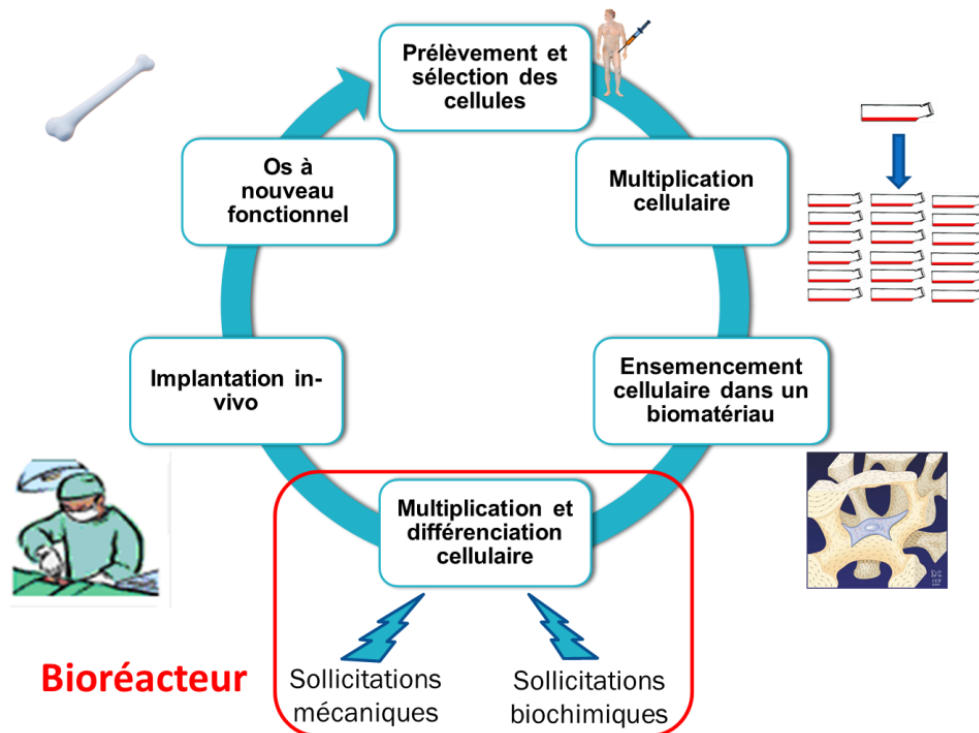 Prélèvement et
sélection des
cellules
Multiplication
cellulaire
Ensemencement
cellulaire dans un
biomatériau
Multiplication et
différenciation
cellulaire
Implantation in-
vivo
Os à
nouveau
fonctionnel
Bioréacteur
Sollicitations
mécaniques
Sollicitations
biochimiques